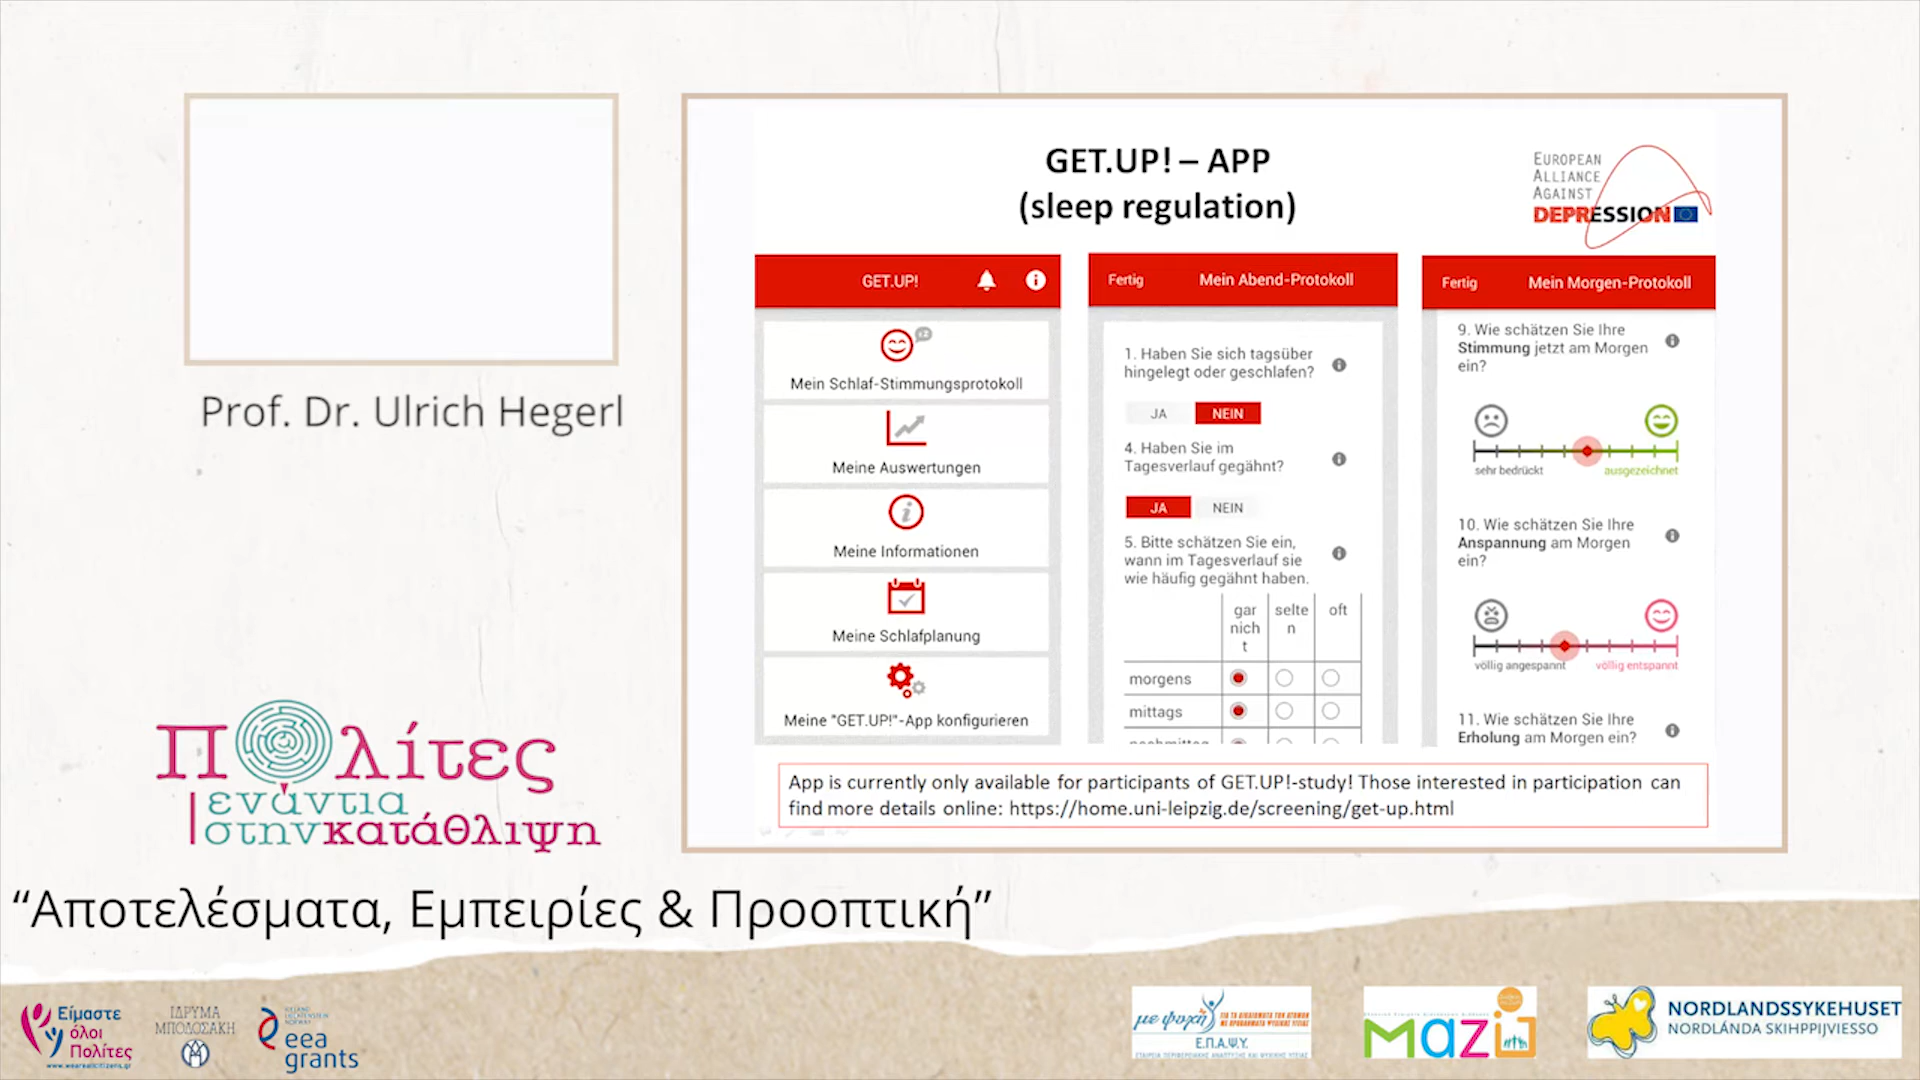 GET.UP! – APP
(sleep regulation)
EUROPEAN
ALLIANCE
AGAINST
DEPRESSION
Prof. Dr. Ulrich Hegerl
GET.UP!
Mein Schlaf-Stimmungsprotokoll
Meine Auswertungen
Meine Informationen
Meine Schlafplanung
Meine "GET.UP!"-App konfigurieren
Fertig Mein Abend-Protokoll
1. Haben Sie sich tagsüber
hingelegt oder geschlafen?
JA NEIN
4. Haben Sie im
Tagesverlauf gegähnt?
JA NEIN
5. Bitte schätzen Sie ein,
wann im Tagesverlauf sie
wie häufig gegähnt haben.
gar selte oft
nich n
t
morgens
mittags
Fertig Mein Morgen-Protokoll
9. Wie schätzen Sie Ihre
Stimmung jetzt am Morgen
ein?
sehr bedrückt ausgezeichnet
10. Wie schätzen Sie Ihre
Anspannung am Morgen
ein?
völlig angespannt völlig entspannt
11. Wie schätzen Sie Ihre
Erholung am Morgen ein?
App is currently only available for participants of GET.UP!-study! Those interested in participation can
find more details online: https://home.uni-leipzig.de/screening/get-up.html
Πολίτες
ενάντια
στηνκατάθλιψη
“Αποτελέσματα, Εμπειρίες & Προοπτική”
Είμαστε
όλοι
Πολίτες
www.weareallcitizens.gr
ΙΔΡΥΜΑ
ΜΠΟΔΟΣΑΚΗ
eea
grants
με ψυχή
Ε.Π.Α.Ψ.Υ.
μαζί
NORDLANDSSYKEHUSET
NORDLÁNDA SKIHPPIJVIESSO